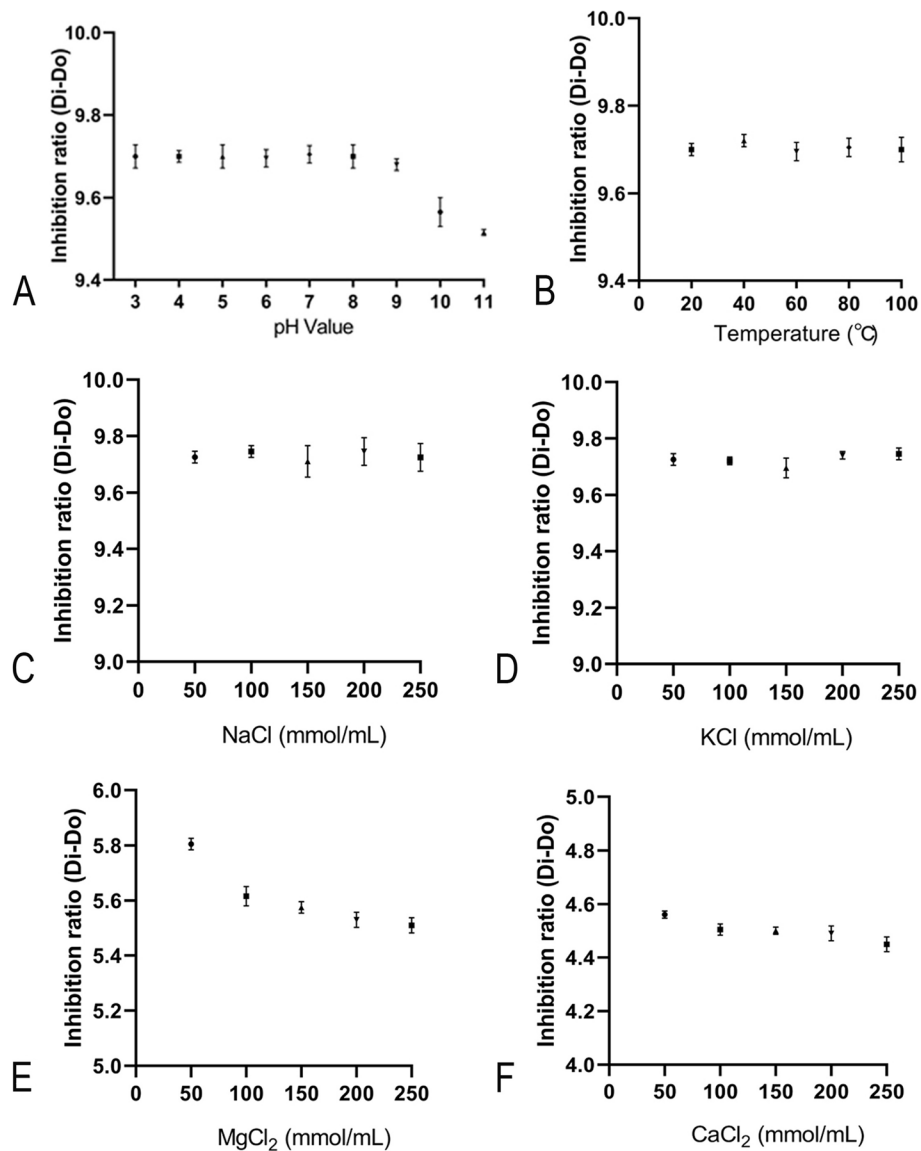 Inhibition ratio (Di-Do)
10.0
9.8
9.6
9.4
3 4 5 6 7 8 9 10 11
pH Value
A
Inhibition ratio (Di-Do)
10.0
9.8
9.6
9.4
0 20 40 60 80 100
Temperature (℃)
B
Inhibition ratio (Di-Do)
10.0
9.8
9.6
9.4
9.2
9.0
0 50 100 150 200 250
NaCl (mmol/mL)
C
Inhibition ratio (Di-Do)
10.0
9.8
9.6
9.4
9.2
9.0
0 50 100 150 200 250
KCl (mmol/mL)
D
Inhibition ratio (Di-Do)
6.0
5.8
5.6
5.4
5.2
5.0
0 50 100 150 200 250
MgCl₂ (mmol/mL)
E
Inhibition ratio (Di-Do)
5.0
4.8
4.6
4.4
4.2
4.0
0 50 100 150 200 250
CaCl₂ (mmol/mL)
F